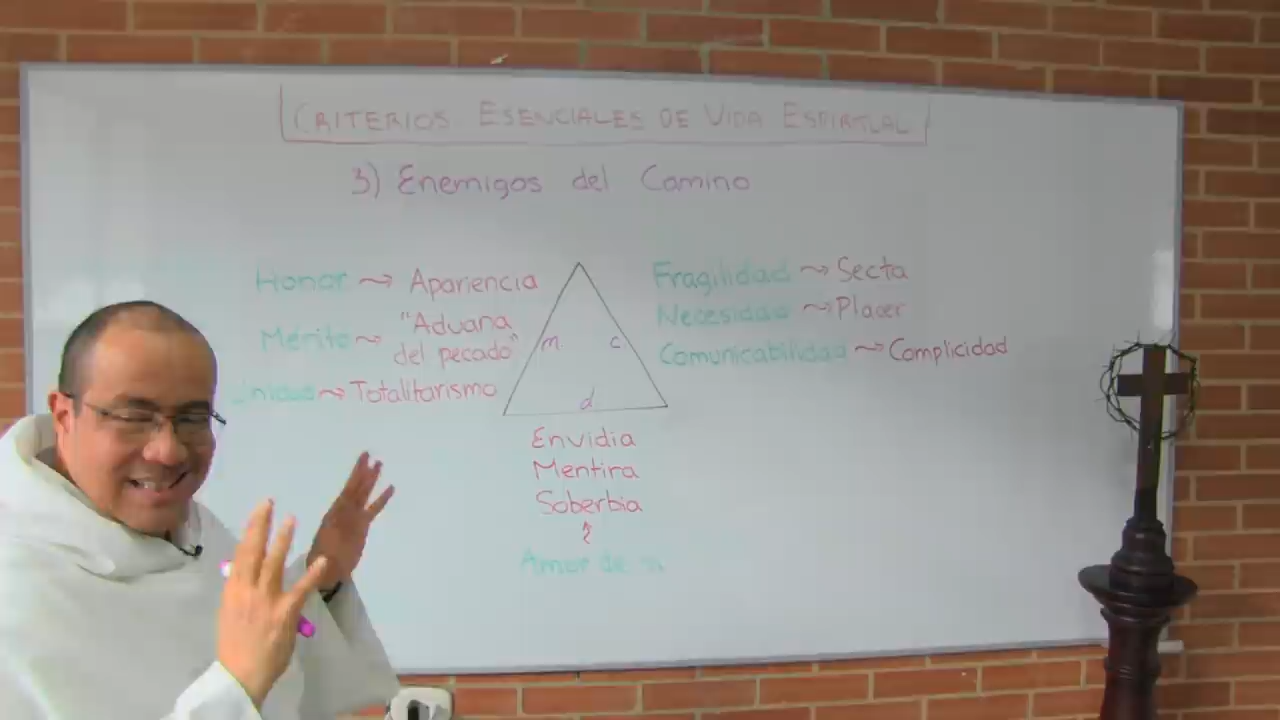 CRITERIOS ESENCIALES DE VIDA ESPIRITUAL
3) Enemigos del Camino
Honor ⤳ Apariencia
Mérito ⤳ "Aduana del pecado"
Unidad ⤳ Totalitarismo
m
c
d
Fragilidad ⤳ Secta
Necesidad ⤳ Placer
Comunicabilidad ⤳ Complicidad
Envidia
Mentira
Soberbia
Amor de